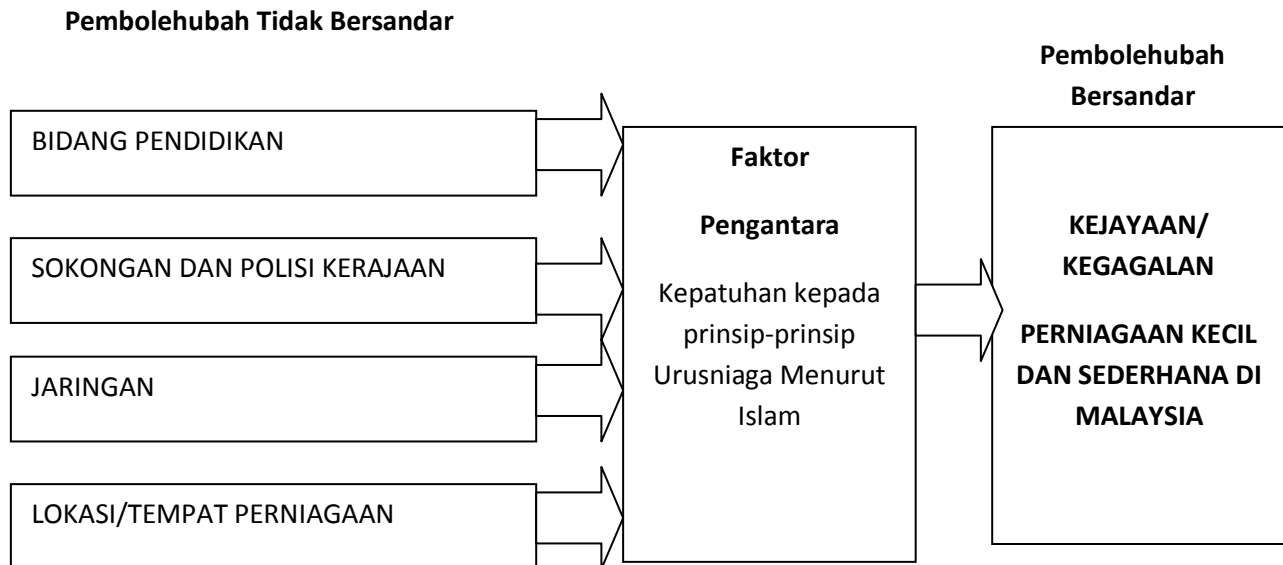 Pembolehubah Tidak Bersandar
BIDANG PENDIDIKAN
SOKONGAN DAN POLISI KERAJAAN
JARINGAN
LOKASI/TEMPAT PERNIAGAAN
Faktor
Pengantara
Kepatuhan kepada
prinsip-prinsip
Urusniaga Menurut
Islam
Pembolehubah
Bersandar
KEJAYAAN/
KEGAGALAN
PERNIAGAAN KECIL
DAN SEDERHANA DI
MALAYSIA